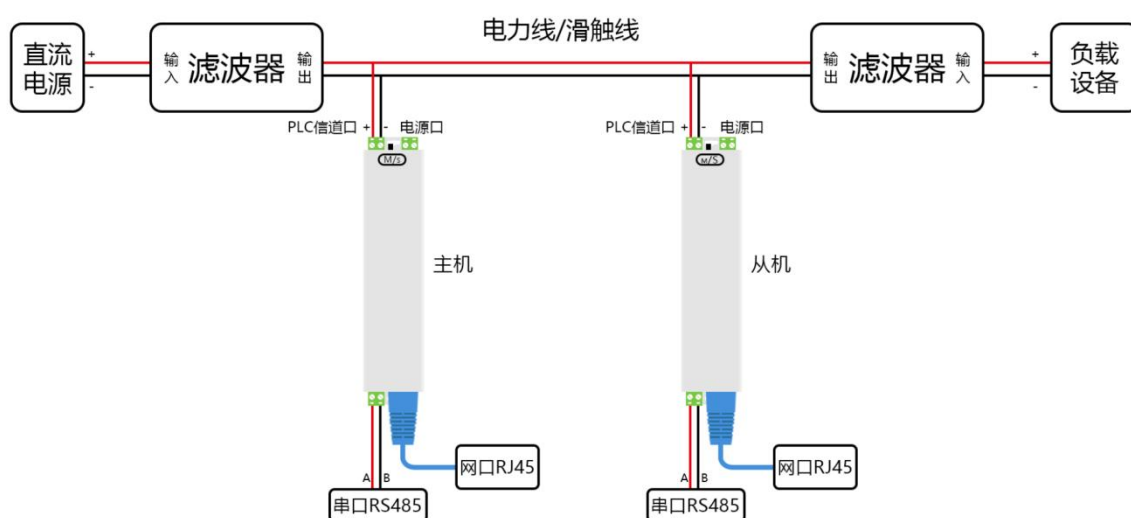 电力线/滑触线
直流
电源
+
-
输入
滤波器
输出
输出
滤波器
输入
+
-
负载
设备
PLC信道口 + - 电源口
M/S
主机
PLC信道口 + - 电源口
M/S
从机
A B
网口RJ45
串口RS485
A B
网口RJ45
串口RS485